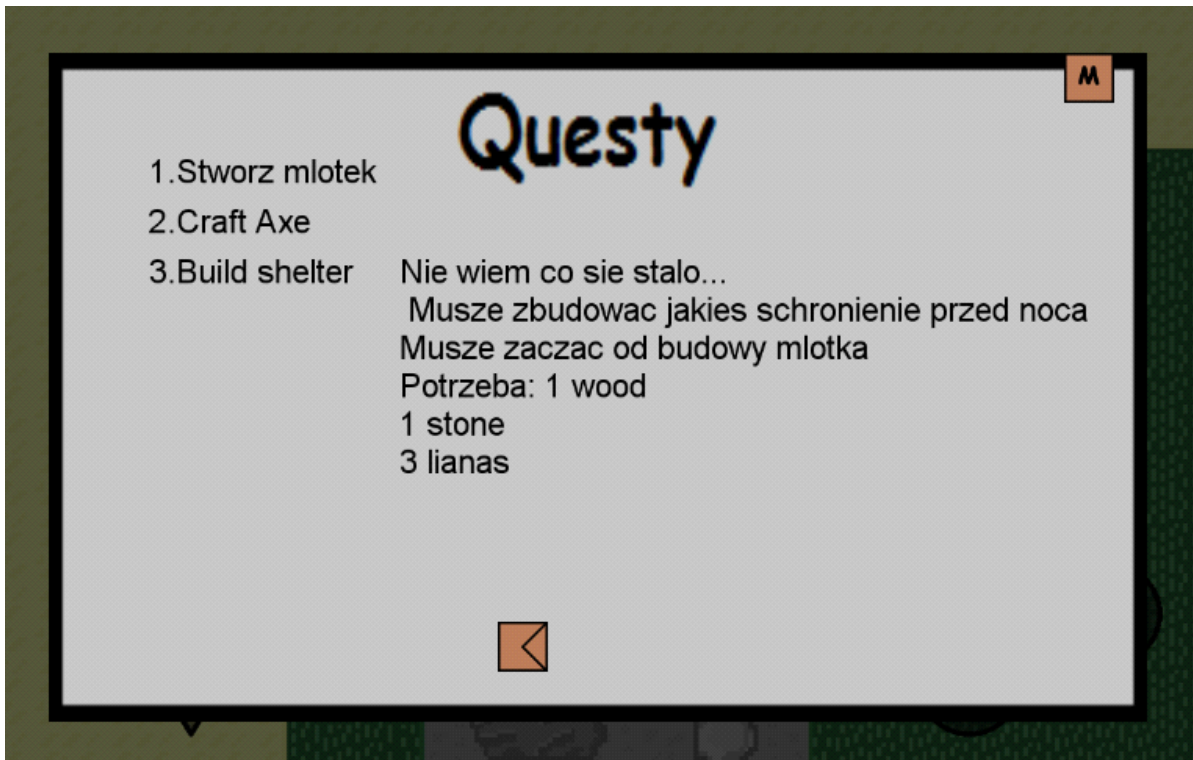 M
Questy
1.Stworz mlotek
2.Craft Axe
3.Build shelter
Nie wiem co sie stalo...
Musze zbudowac jakies schronienie przed noca
Musze zaczac od budowy mlotka
Potrzeba: 1 wood
1 stone
3 lianas